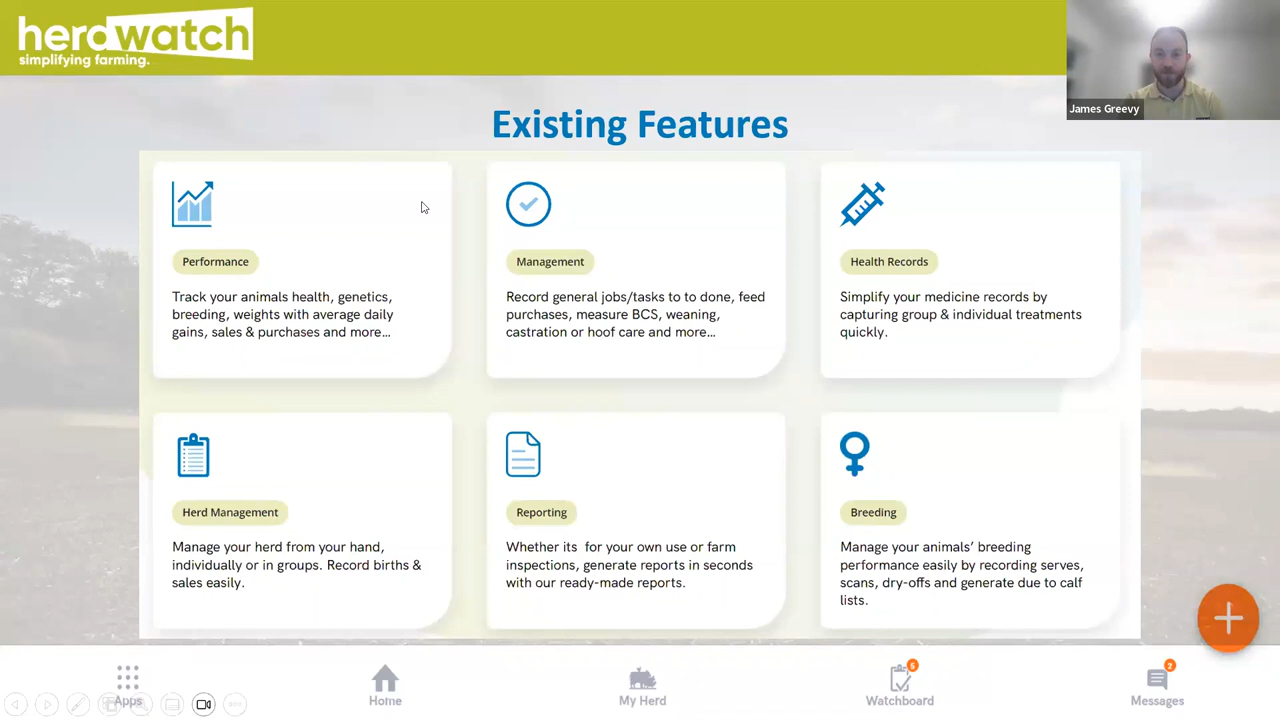 herdwatch
simplifying farming.
James Greevy
Existing Features
Performance
Track your animals health, genetics,
breeding, weights with average daily
gains, sales & purchases and more...
Management
Record general jobs/tasks to to done, feed
purchases, measure BCS, weaning,
castration or hoof care and more...
Health Records
Simplify your medicine records by
capturing group & individual treatments
quickly.
Herd Management
Manage your herd from your hand,
individually or in groups. Record births &
sales easily.
Reporting
Whether its for your own use or farm
inspections, generate reports in seconds
with our ready-made reports.
Breeding
Manage your animals’ breeding
performance easily by recording serves,
scans, dry-offs and generate due to calf
lists.
Apps
Home
My Herd
5
Watchboard
2
Messages